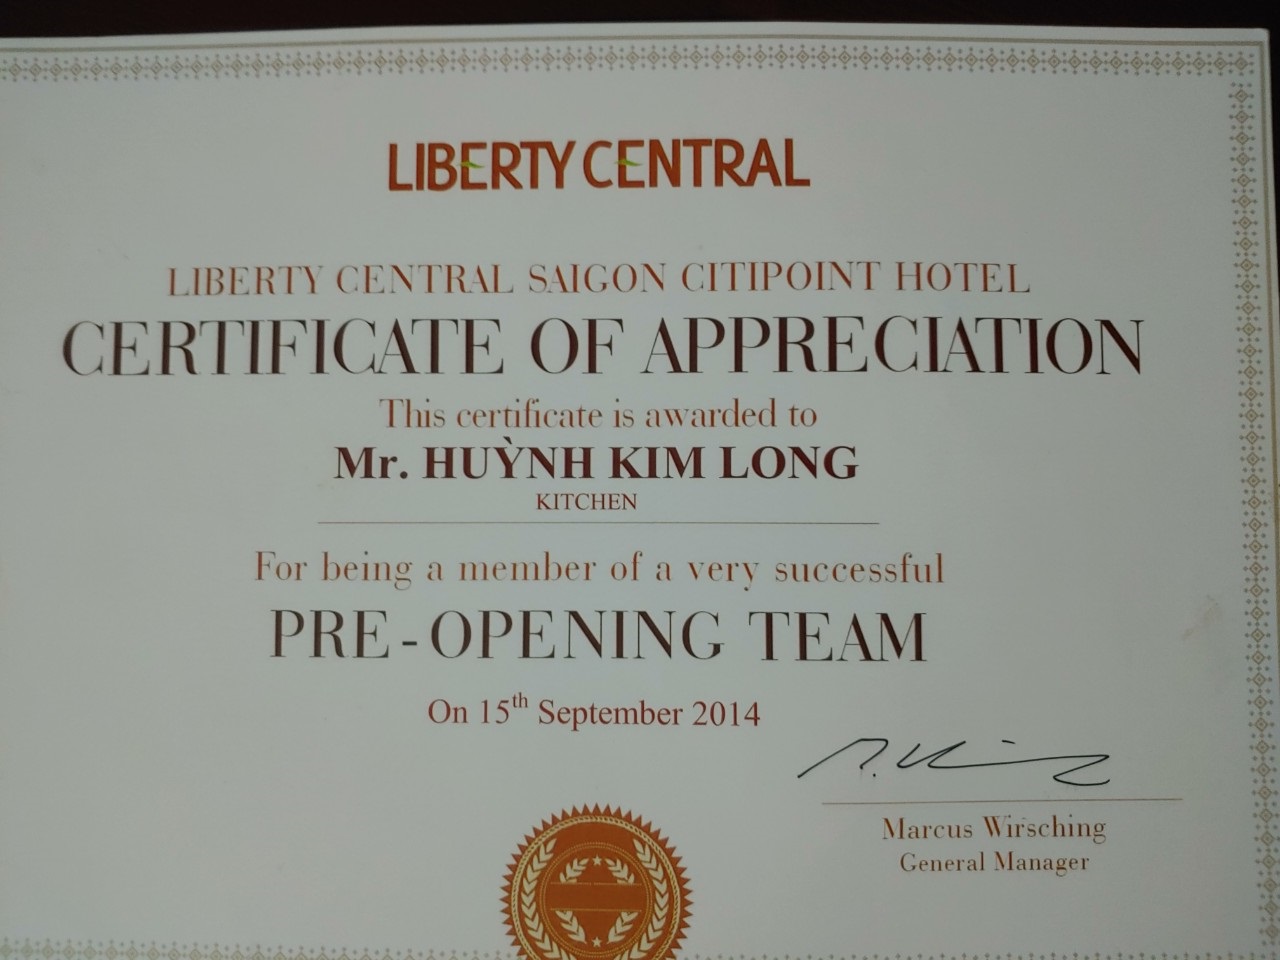 LIBERTY CENTRAL
LIBERTY CENTRAL SAIGON CITIPOINT HOTEL
CERTIFICATE OF APPRECIATION
This certificate is awarded to
Mr. HUỲNH KIM LONG
KITCHEN
For being a member of a very successful
PRE-OPENING TEAM
On 15th September 2014
Marcus Wirsching
General Manager